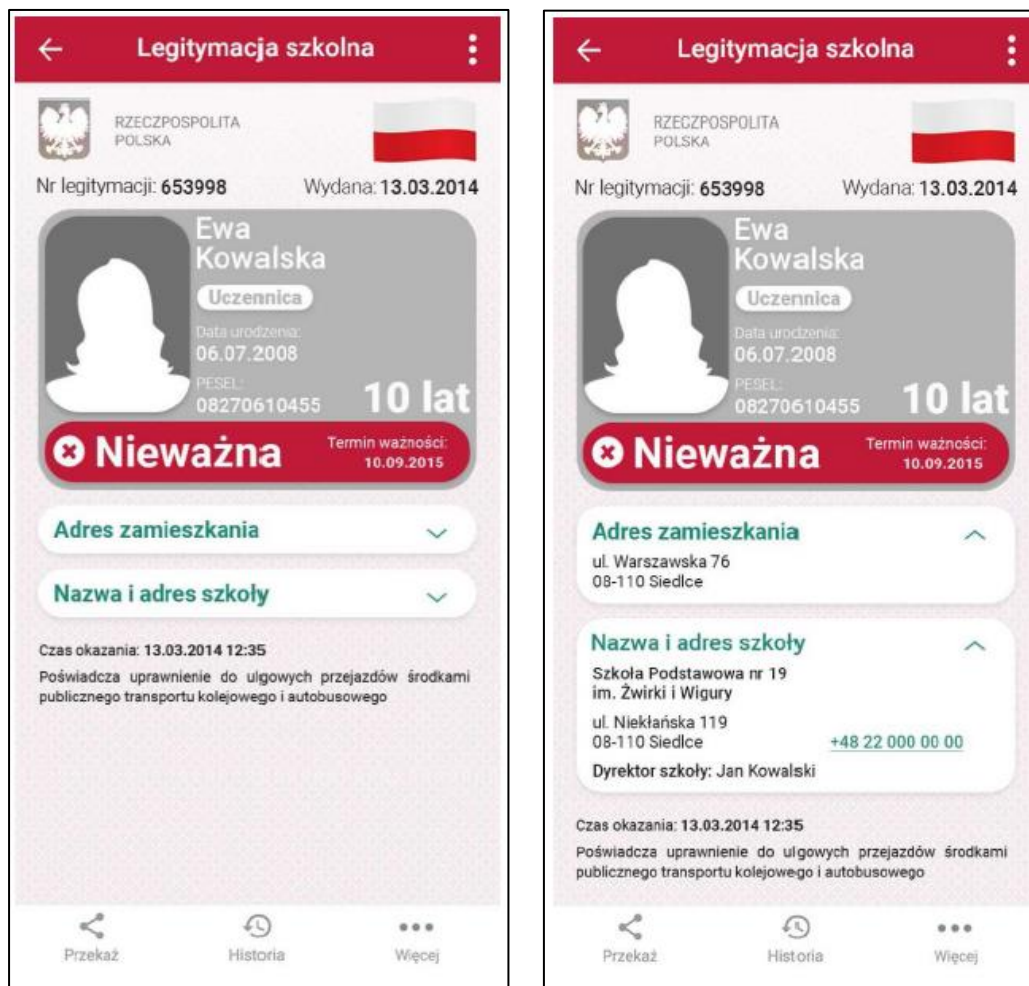 Legitymacja szkolna
RZECZPOSPOLITA
POLSKA
Nr legitymacji: 653998 Wydana: 13.03.2014
Ewa
Kowalska
Uczennica
Data urodzenia:
06.07.2008
PESEL:
08270610455
10 lat
Nieważna
Termin ważności:
10.09.2015
Adres zamieszkania
Nazwa i adres szkoły
Czas okazania: 13.03.2014 12:35
Poświadcza uprawnienie do ulgowych przejazdów środkami
publicznego transportu kolejowego i autobusowego
Przekaż Historia Więcej
Legitymacja szkolna
RZECZPOSPOLITA
POLSKA
Nr legitymacji: 653998 Wydana: 13.03.2014
Ewa
Kowalska
Uczennica
Data urodzenia:
06.07.2008
PESEL:
08270610455
10 lat
Nieważna
Termin ważności:
10.09.2015
Adres zamieszkania
ul. Warszawska 76
08-110 Siedlce
Nazwa i adres szkoły
Szkoła Podstawowa nr 19
im. Żwirki i Wigury
ul. Niekłańska 119
08-110 Siedlce +48 22 000 00 00
Dyrektor szkoły: Jan Kowalski
Czas okazania: 13.03.2014 12:35
Poświadcza uprawnienie do ulgowych przejazdów środkami
publicznego transportu kolejowego i autobusowego
Przekaż Historia Więcej